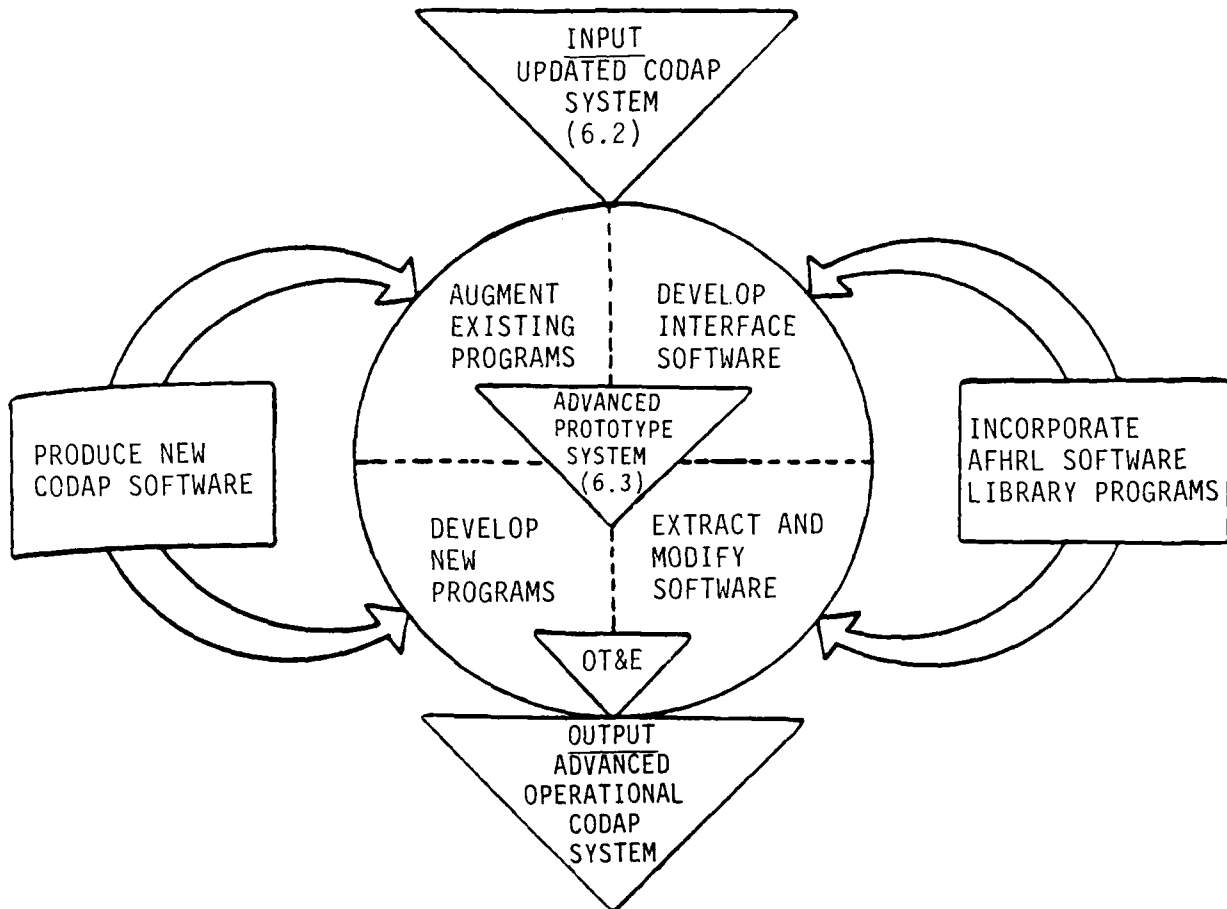 INPUT
UPDATED CODAP
SYSTEM
(6.2)
AUGMENT
EXISTING
PROGRAMS
DEVELOP
INTERFACE
SOFTWARE
PRODUCE NEW
CODAP SOFTWARE
ADVANCED
PROTOTYPE
SYSTEM
(6.3)
INCORPORATE
AFHRL SOFTWARE
LIBRARY PROGRAMS
DEVELOP
NEW
PROGRAMS
EXTRACT AND
MODIFY
SOFTWARE
OT&E
OUTPUT
ADVANCED
OPERATIONAL
CODAP
SYSTEM